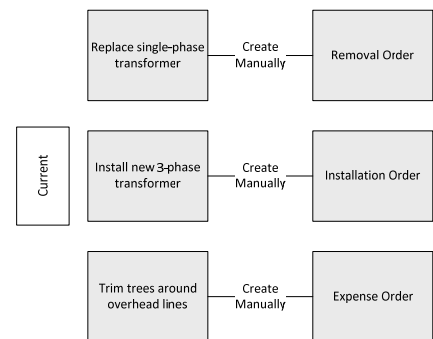 Replace single-phase
transformer
Create
Manually
Removal Order
Current
Install new 3-phase
transformer
Create
Manually
Installation Order
Trim trees around
overhead lines
Create
Manually
Expense Order